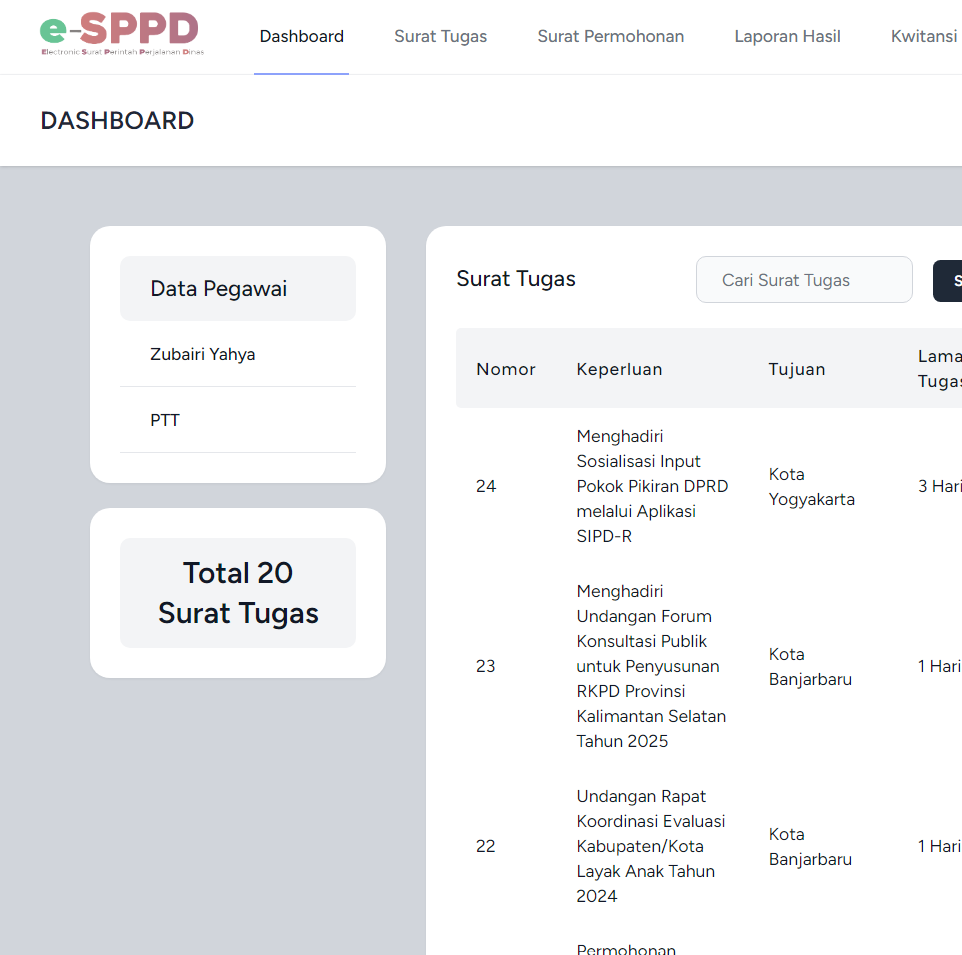 e-SPPD
Electronic Surat Perintah Perjalanan Dinas
Dashboard
Surat Tugas
Surat Permohonan
Laporan Hasil
Kwitansi
DASHBOARD
Data Pegawai
Zubairi Yahya
PTT
Total 20
Surat Tugas
Surat Tugas
Cari Surat Tugas
S
Nomor
Keperluan
Tujuan
Lama
Tugas
24
Menghadiri
Sosialisasi Input
Pokok Pikiran DPRD
melalui Aplikasi
SIPD-R
Kota
Yogyakarta
3 Hari
23
Menghadiri
Undangan Forum
Konsultasi Publik
untuk Penyusunan
RKPD Provinsi
Kalimantan Selatan
Tahun 2025
Kota
Banjarbaru
1 Hari
22
Undangan Rapat
Koordinasi Evaluasi
Kabupaten/Kota
Layak Anak Tahun
2024
Kota
Banjarbaru
1 Hari
Permohonan